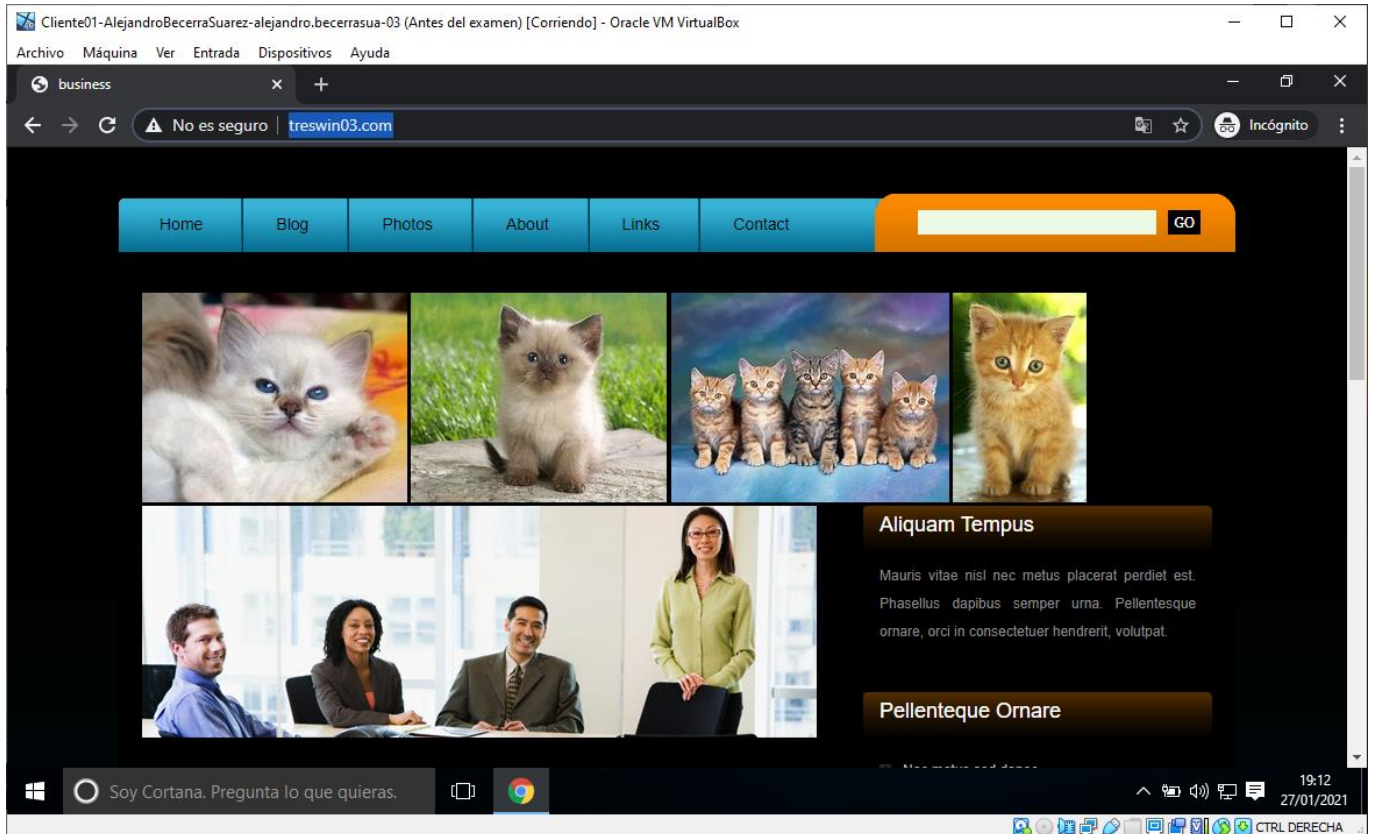 Cliente01-AlejandroBecerraSuarez-alejandro.becerrasua-03 (Antes del examen) [Corriendo] - Oracle VM VirtualBox
Archivo Máquina Ver Entrada Dispositivos Ayuda
business
No es seguro treswin03.com Incógnito
Home Blog Photos About Links Contact GO
Aliquam Tempus
Mauris vitae nisl nec metus placerat perdiet est.
Phasellus dapibus semper urna. Pellentesque
ornare, orci in consectetuer hendrerit, volutpat.
Pellenteque Ornare
Soy Cortana. Pregunta lo que quieras.
19:12
27/01/2021
CTRL DERECHA